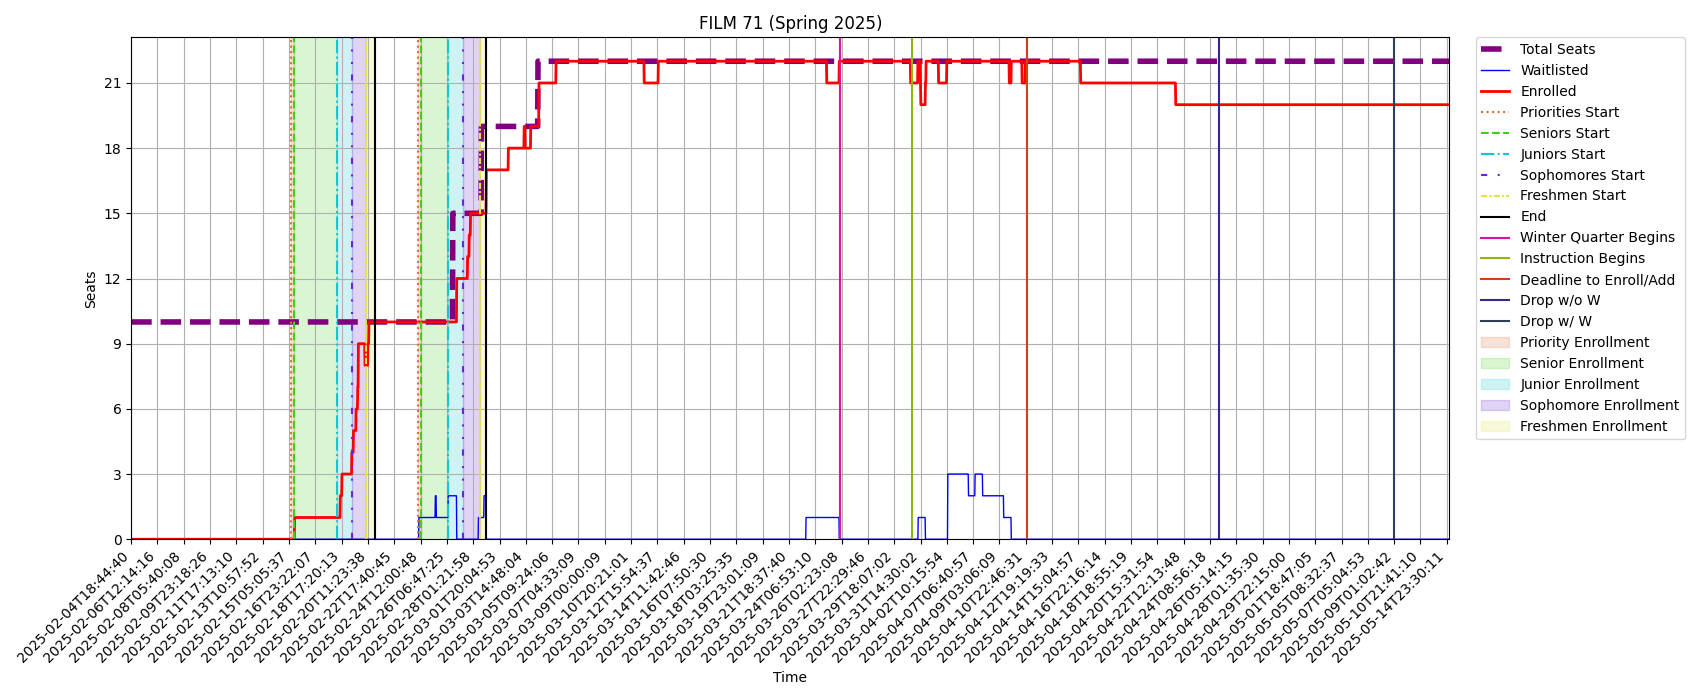 FILM 71 (Spring 2025)
Seats
21
18
15
12
9
6
3
0
2025-02-04T18:44:40
2025-02-06T12:14:16
2025-02-08T05:40:08
2025-02-09T23:18:26
2025-02-11T17:13:10
2025-02-13T10:57:52
2025-02-15T05:05:37
2025-02-16T23:22:07
2025-02-18T17:20:13
2025-02-20T11:23:38
2025-02-22T17:40:45
2025-02-24T12:00:48
2025-02-26T06:47:25
2025-02-28T01:21:58
2025-03-01T20:04:53
2025-03-03T14:48:04
2025-03-05T09:24:06
2025-03-07T04:33:09
2025-03-09T00:00:09
2025-03-10T20:21:01
2025-03-12T15:54:37
2025-03-14T11:42:46
2025-03-16T07:50:30
2025-03-18T03:25:35
2025-03-19T23:01:09
2025-03-21T18:37:40
2025-03-24T06:53:10
2025-03-26T02:23:08
2025-03-27T22:29:46
2025-03-29T18:07:02
2025-03-31T14:30:02
2025-04-02T10:15:54
2025-04-07T06:40:57
2025-04-09T03:06:09
2025-04-10T22:46:31
2025-04-12T19:19:33
2025-04-14T15:04:57
2025-04-16T22:16:14
2025-04-18T18:55:19
2025-04-20T15:31:54
2025-04-22T12:13:48
2025-04-24T08:56:18
2025-04-26T05:14:15
2025-04-28T01:35:30
2025-04-29T22:15:00
2025-05-01T18:47:05
2025-05-05T08:32:37
2025-05-07T05:04:53
2025-05-09T01:02:42
2025-05-10T21:41:10
2025-05-14T23:30:11
Time
Total Seats
Waitlisted
Enrolled
Priorities Start
Seniors Start
Juniors Start
Sophomores Start
Freshmen Start
End
Winter Quarter Begins
Instruction Begins
Deadline to Enroll/Add
Drop w/o W
Drop w/ W
Priority Enrollment
Senior Enrollment
Junior Enrollment
Sophomore Enrollment
Freshmen Enrollment